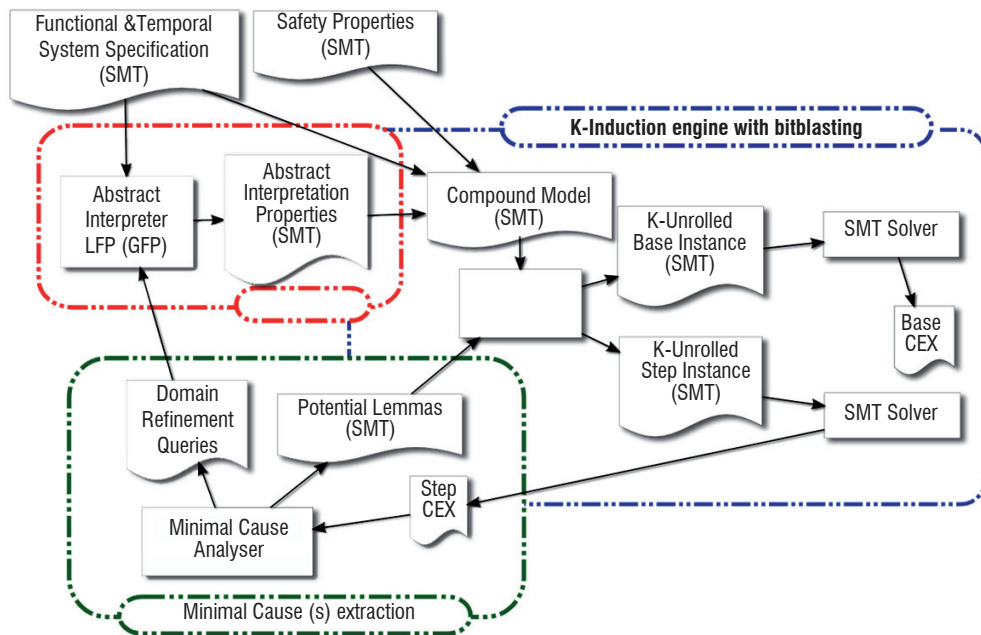 Functional &Temporal
System Specification
(SMT)
Safety Properties
(SMT)
K-Induction engine with bitblasting
Abstract
Interpreter
LFP (GFP)
Abstract
Interpretation
Properties
(SMT)
Compound Model
(SMT)
K-Unrolled
Base Instance
(SMT)
SMT Solver
Base
CEX
K-Unrolled
Step Instance
(SMT)
SMT Solver
Domain
Refinement
Queries
Potential Lemmas
(SMT)
Step
CEX
Minimal Cause
Analyser
Minimal Cause (s) extraction